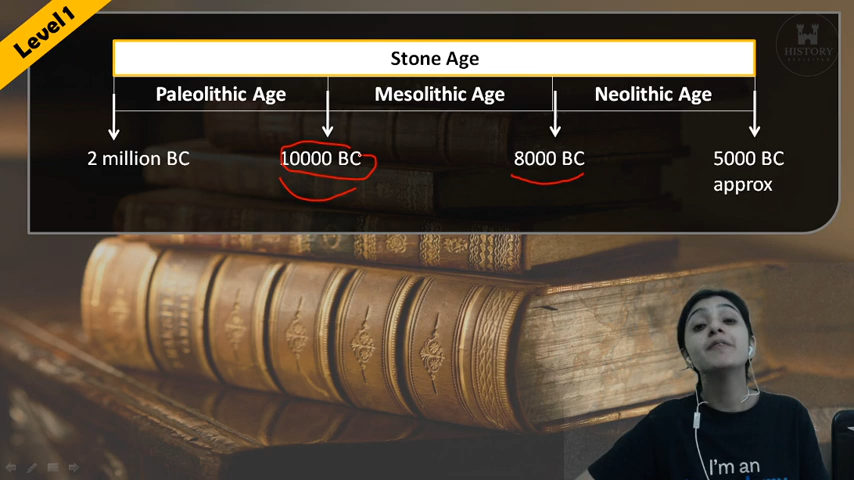 Level 1
Stone Age
HISTORY
Paleolithic Age
Mesolithic Age
Neolithic Age
2 million BC
10000 BC
8000 BC
5000 BC
approx
I'm an